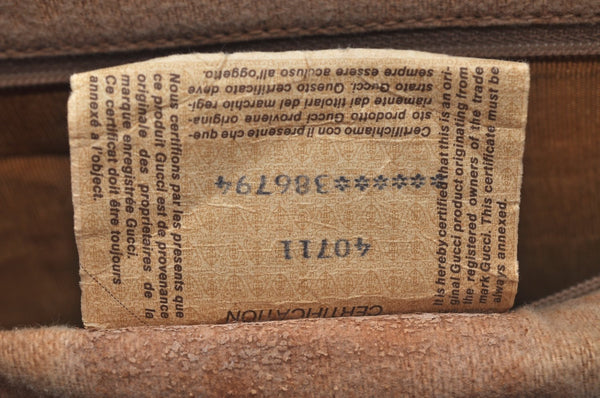 CERTIFICATION
Nous certifions par les presents que
ce produit Gucci est de provenance
originale des proprietaires de la
marque enregistrée Gucci.
Ce certificat doit être toujours
annexé a l'object.
40711
******386794
Certifichiamo con il presente che que-
sto prodotto Gucci proviene origina-
riamente dai titolari del marchio regi-
strato Gucci. Questo certificato deve
sempre essere acluso all'oggetto.
It is hereby certified that this is an ori-
ginal Gucci product originating from
the registered owners of the trade
mark Gucci. This certificate must be
always annexed.